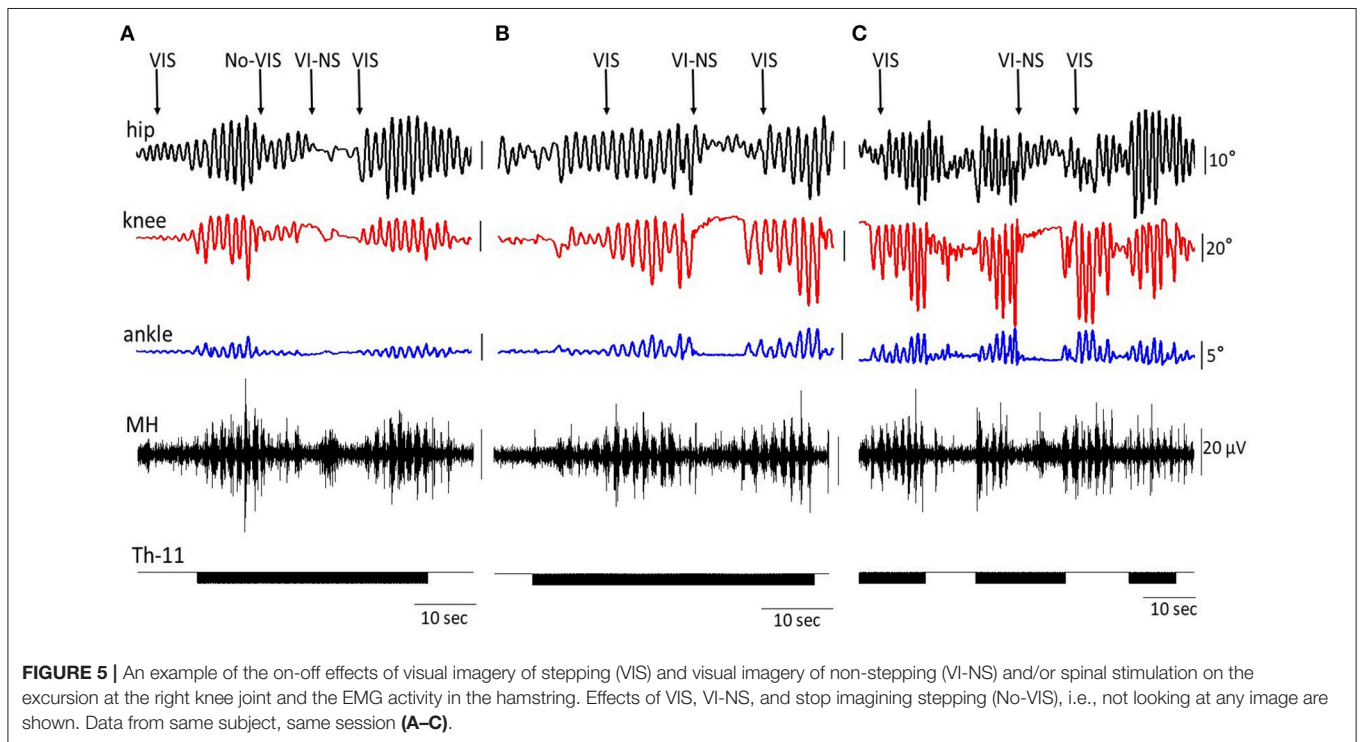 A
B
C
VIS
No-VIS
VI-NS
VIS
VIS
VI-NS
VIS
VIS
VI-NS
VIS
hip
10°
knee
20°
ankle
5°
MH
20 µV
Th-11
10 sec
10 sec
10 sec
FIGURE 5 | An example of the on-off effects of visual imagery of stepping (VIS) and visual imagery of non-stepping (VI-NS) and/or spinal stimulation on the
excursion at the right knee joint and the EMG activity in the hamstring. Effects of VIS, VI-NS, and stop imagining stepping (No-VIS), i.e., not looking at any image are
shown. Data from same subject, same session (A–C).